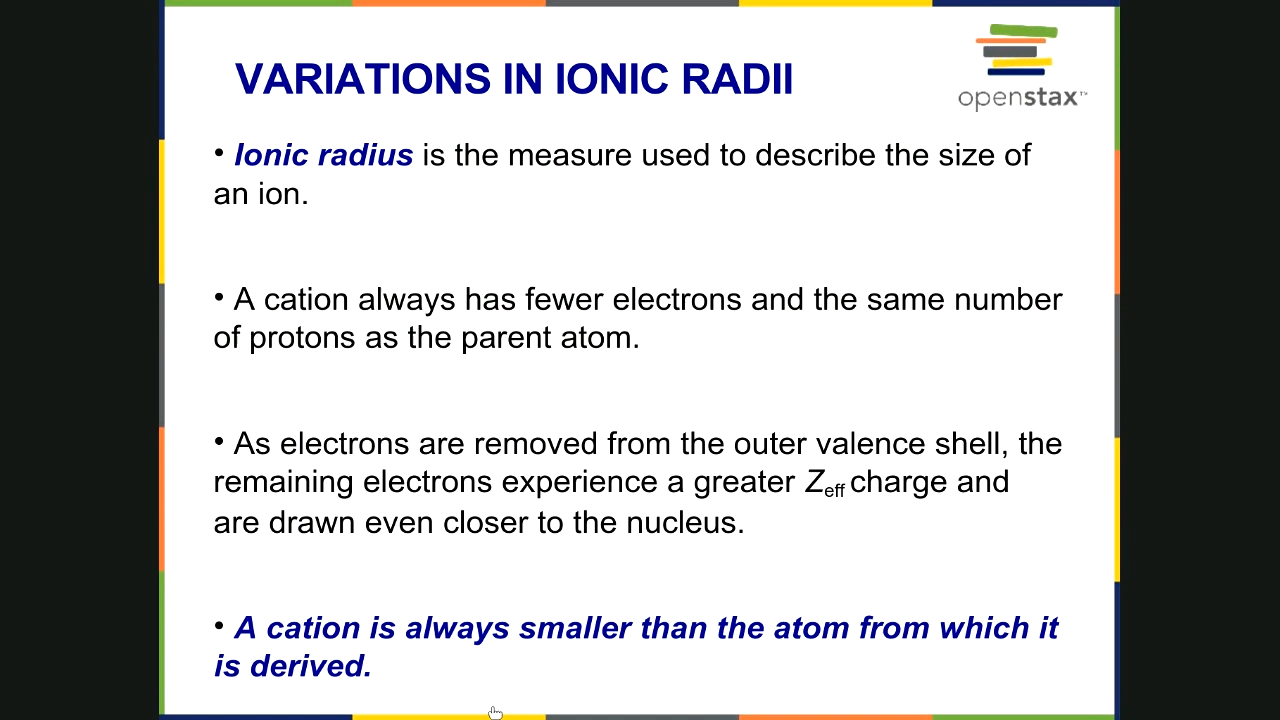 VARIATIONS IN IONIC RADII
openstax™
• Ionic radius is the measure used to describe the size of
an ion.
• A cation always has fewer electrons and the same number
of protons as the parent atom.
• As electrons are removed from the outer valence shell, the
remaining electrons experience a greater Zeff charge and
are drawn even closer to the nucleus.
• A cation is always smaller than the atom from which it
is derived.